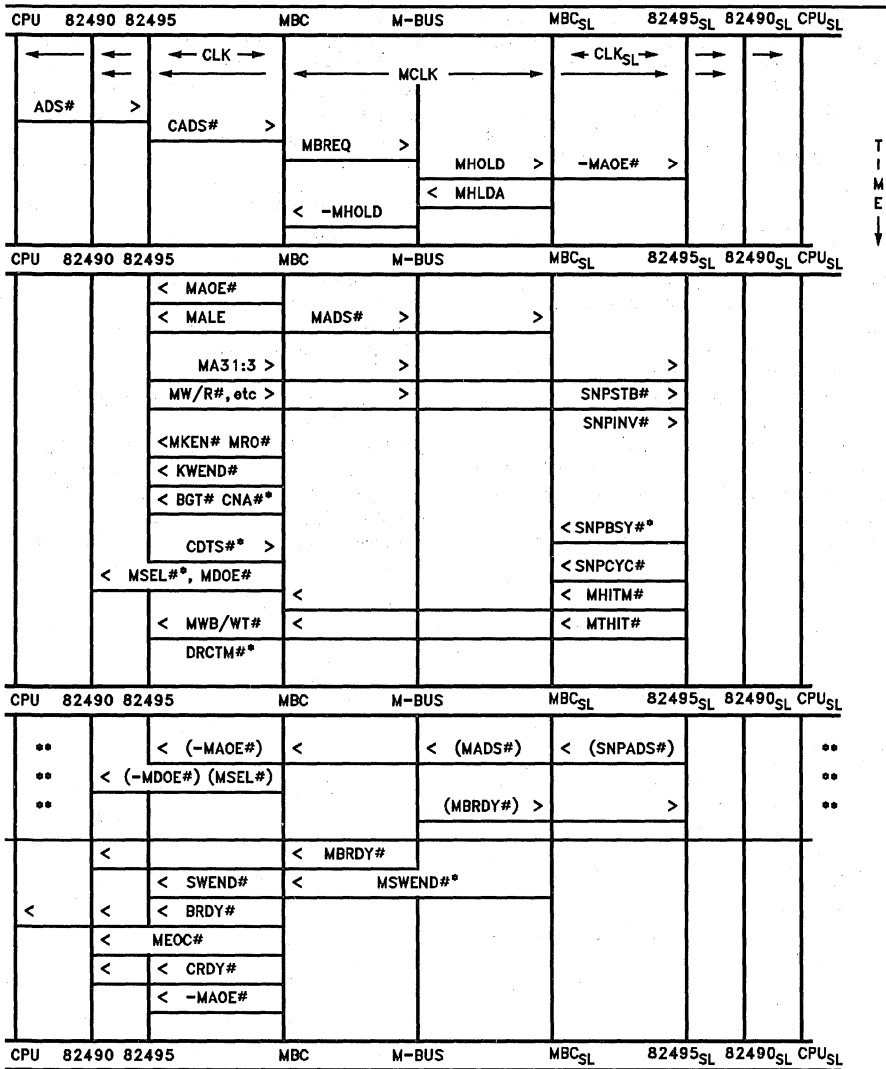 CPU 82490 82495 MBC M-BUS MBCSL 82495SL 82490SL CPUSL
CLK CLKSL
MCLK
ADS# >
CADS# >
MBREQ >
MHOLD > -MAOE# >
< MHLDA
< -MHOLD
TIME
CPU 82490 82495 MBC M-BUS MBCSL 82495SL 82490SL CPUSL
< MAOE#
< MALE MADS# > >
MA31:3 > > >
MW/R#,etc > > SNPSTB# >
SNPINV# >
<MKEN# MRO#
< KWEND#
< BGT# CNA#*
<SNPBSY#*
CDTS#* >
< MSEL#*, MDOE# <SNPCYC#
< < MHITM#
< MWB/WT# < < MTHIT#
DRCTM#*
CPU 82490 82495 MBC M-BUS MBCSL 82495SL 82490SL CPUSL
** < (-MAOE#) < < (MADS#) < (SNPADS#) **
** < (-MDOE#) (MSEL#) **
** (MBRDY#) > > **
< < MBRDY#
< SWEND# < MSWEND#*
< < < BRDY#
< MEOC#
< < CRDY#
< -MAOE#
CPU 82490 82495 MBC M-BUS MBCSL 82495SL 82490SL CPUSL